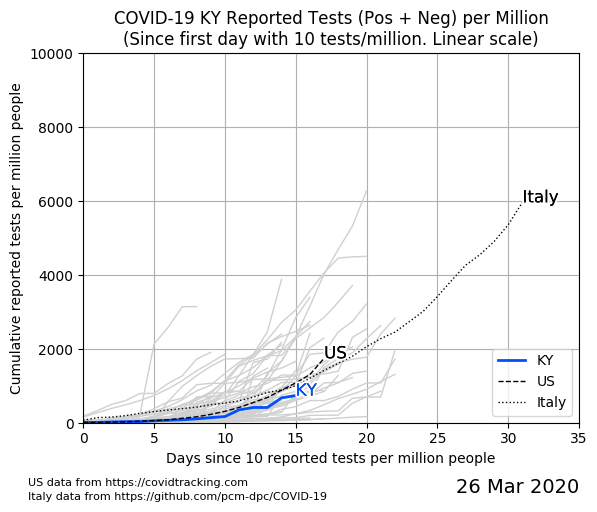 COVID-19 KY Reported Tests (Pos + Neg) per Million
(Since first day with 10 tests/million. Linear scale)
Cumulative reported tests per million people
10000
8000
6000
4000
2000
0
Italy
US
KY
KY
US
Italy
0 5 10 15 20 25 30 35
Days since 10 reported tests per million people
US data from https://covidtracking.com
Italy data from https://github.com/pcm-dpc/COVID-19
26 Mar 2020